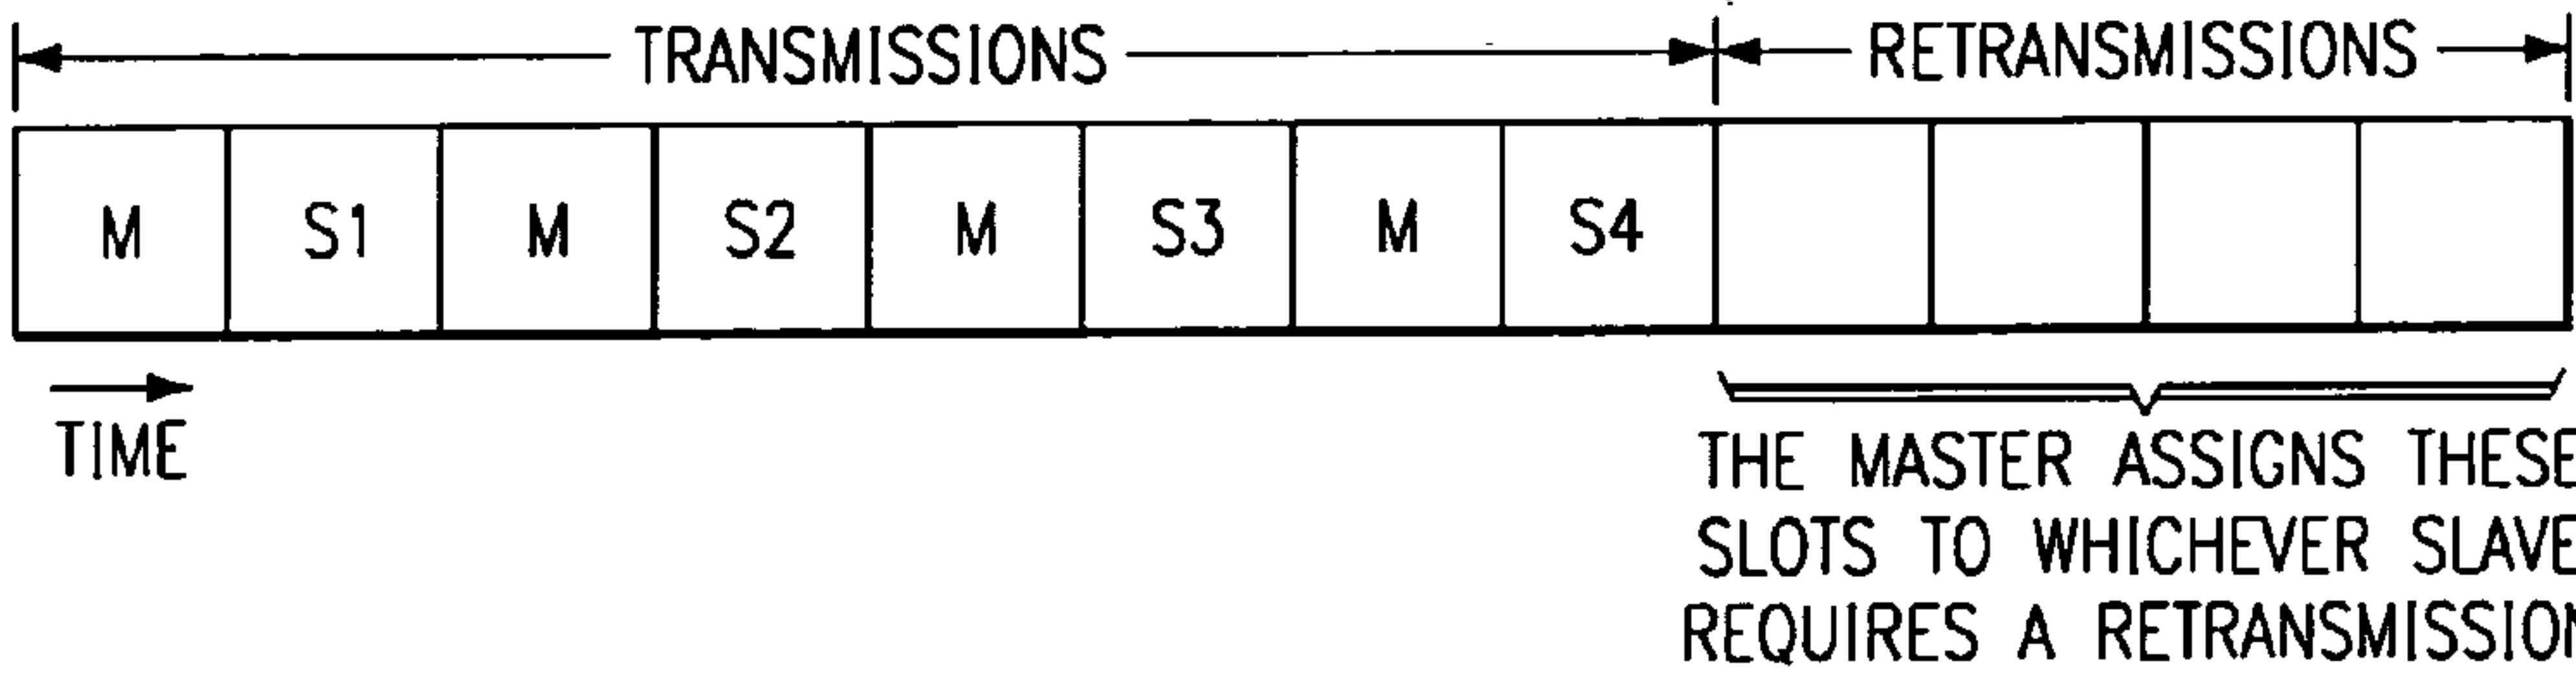 TRANSMISSIONS RETRANSMISSIONS
M S1 M S2 M S3 M S4
TIME
THE MASTER ASSIGNS THESE
SLOTS TO WHICHEVER SLAVE
REQUIRES A RETRANSMISSION